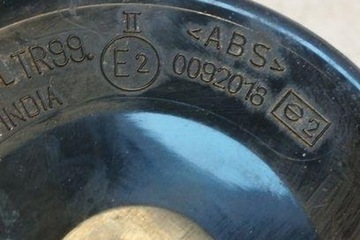 LTR99.
INDIA
II
E2
<ABS>
0092018
e2